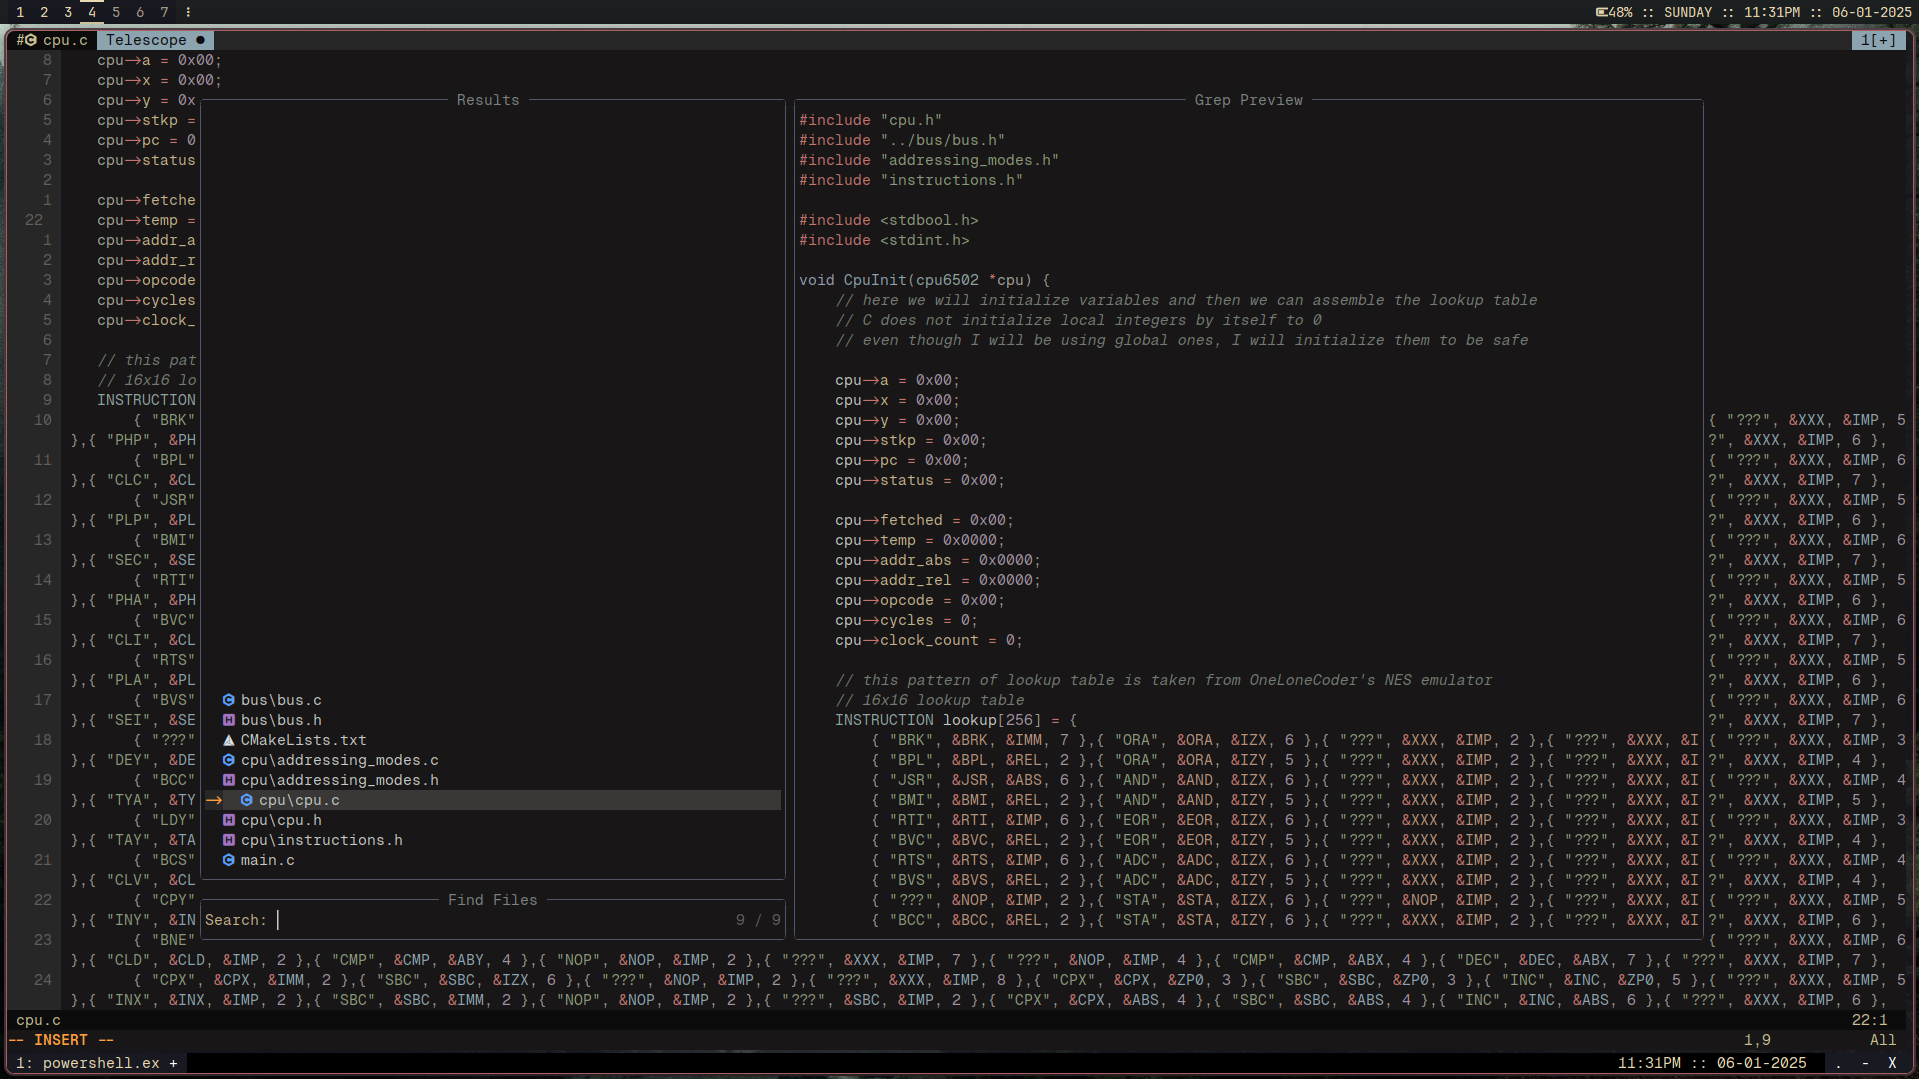 1 2 3 4 5 6 7 ⋮ 48% :: SUNDAY :: 11:31PM :: 06-01-2025
# cpu.c Telescope ● 1[+]
8 cpu->a = 0x00;
7 cpu->x = 0x00;
6 cpu->y = 0x
5 cpu->stkp =
4 cpu->pc = 0
3 cpu->status
2
1 cpu->fetche
22 cpu->temp =
1 cpu->addr_a
2 cpu->addr_r
3 cpu->opcode
4 cpu->cycles
5 cpu->clock_
6
7 // this pat
8 // 16x16 lo
9 INSTRUCTION
10 { "BRK"
},{ "PHP", &PH
11 { "BPL"
},{ "CLC", &CL
12 { "JSR"
},{ "PLP", &PL
13 { "BMI"
},{ "SEC", &SE
14 { "RTI"
},{ "PHA", &PH
15 { "BVC"
},{ "CLI", &CL
16 { "RTS"
},{ "PLA", &PL
17 { "BVS"
},{ "SEI", &SE
18 { "???"
},{ "DEY", &DE
19 { "BCC"
},{ "TYA", &TY
20 { "LDY"
},{ "TAY", &TA
21 { "BCS"
},{ "CLV", &CL
22 { "CPY"
},{ "INY", &IN
23 { "BNE"
Results
bus\bus.c
bus\bus.h
CMakeLists.txt
cpu\addressing_modes.c
cpu\addressing_modes.h
-> cpu\cpu.c
cpu\cpu.h
cpu\instructions.h
main.c
Find Files
Search: 9 / 9
Grep Preview
#include "cpu.h"
#include "../bus/bus.h"
#include "addressing_modes.h"
#include "instructions.h"
#include <stdbool.h>
#include <stdint.h>
void CpuInit(cpu6502 *cpu) {
// here we will initialize variables and then we can assemble the lookup table
// C does not initialize local integers by itself to 0
// even though I will be using global ones, I will initialize them to be safe
cpu->a = 0x00;
cpu->x = 0x00;
cpu->y = 0x00;
cpu->stkp = 0x00;
cpu->pc = 0x00;
cpu->status = 0x00;
cpu->fetched = 0x00;
cpu->temp = 0x0000;
cpu->addr_abs = 0x0000;
cpu->addr_rel = 0x0000;
cpu->opcode = 0x00;
cpu->cycles = 0;
cpu->clock_count = 0;
// this pattern of lookup table is taken from OneLoneCoder's NES emulator
// 16x16 lookup table
INSTRUCTION lookup[256] = {
{ "BRK", &BRK, &IMM, 7 },{ "ORA", &ORA, &IZX, 6 },{ "???", &XXX, &IMP, 2 },{ "???", &XXX, &I
{ "BPL", &BPL, &REL, 2 },{ "ORA", &ORA, &IZY, 5 },{ "???", &XXX, &IMP, 2 },{ "???", &XXX, &I
{ "JSR", &JSR, &ABS, 6 },{ "AND", &AND, &IZX, 6 },{ "???", &XXX, &IMP, 2 },{ "???", &XXX, &I
{ "BMI", &BMI, &REL, 2 },{ "AND", &AND, &IZY, 5 },{ "???", &XXX, &IMP, 2 },{ "???", &XXX, &I
{ "RTI", &RTI, &IMP, 6 },{ "EOR", &EOR, &IZX, 6 },{ "???", &XXX, &IMP, 2 },{ "???", &XXX, &I
{ "BVC", &BVC, &REL, 2 },{ "EOR", &EOR, &IZY, 5 },{ "???", &XXX, &IMP, 2 },{ "???", &XXX, &I
{ "RTS", &RTS, &IMP, 6 },{ "ADC", &ADC, &IZX, 6 },{ "???", &XXX, &IMP, 2 },{ "???", &XXX, &I
{ "BVS", &BVS, &REL, 2 },{ "ADC", &ADC, &IZY, 5 },{ "???", &XXX, &IMP, 2 },{ "???", &XXX, &I
{ "???", &NOP, &IMP, 2 },{ "STA", &STA, &IZX, 6 },{ "???", &NOP, &IMP, 2 },{ "???", &XXX, &I
{ "BCC", &BCC, &REL, 2 },{ "STA", &STA, &IZY, 6 },{ "???", &XXX, &IMP, 2 },{ "???", &XXX, &I
{ "???", &XXX, &IMP, 5
?", &XXX, &IMP, 6 },
{ "???", &XXX, &IMP, 6
?", &XXX, &IMP, 7 },
{ "???", &XXX, &IMP, 5
?", &XXX, &IMP, 6 },
{ "???", &XXX, &IMP, 6
?", &XXX, &IMP, 7 },
{ "???", &XXX, &IMP, 5
?", &XXX, &IMP, 6 },
{ "???", &XXX, &IMP, 6
?", &XXX, &IMP, 7 },
{ "???", &XXX, &IMP, 5
?", &XXX, &IMP, 6 },
{ "???", &XXX, &IMP, 6
?", &XXX, &IMP, 7 },
{ "???", &XXX, &IMP, 3
?", &XXX, &IMP, 4 },
{ "???", &XXX, &IMP, 4
?", &XXX, &IMP, 5 },
{ "???", &XXX, &IMP, 3
?", &XXX, &IMP, 4 },
{ "???", &XXX, &IMP, 4
?", &XXX, &IMP, 4 },
{ "???", &XXX, &IMP, 5
?", &XXX, &IMP, 6 },
{ "???", &XXX, &IMP, 6
},{ "CLD", &CLD, &IMP, 2 },{ "CMP", &CMP, &ABY, 4 },{ "NOP", &NOP, &IMP, 2 },{ "???", &XXX, &IMP, 7 },{ "???", &NOP, &IMP, 4 },{ "CMP", &CMP, &ABX, 4 },{ "DEC", &DEC, &ABX, 7 },{ "???", &XXX, &IMP, 7 },
24 { "CPX", &CPX, &IMM, 2 },{ "SBC", &SBC, &IZX, 6 },{ "???", &NOP, &IMP, 2 },{ "???", &XXX, &IMP, 8 },{ "CPX", &CPX, &ZP0, 3 },{ "SBC", &SBC, &ZP0, 3 },{ "INC", &INC, &ZP0, 5 },{ "???", &XXX, &IMP, 5
},{ "INX", &INX, &IMP, 2 },{ "SBC", &SBC, &IMM, 2 },{ "NOP", &NOP, &IMP, 2 },{ "???", &SBC, &IMP, 2 },{ "CPX", &CPX, &ABS, 4 },{ "SBC", &SBC, &ABS, 4 },{ "INC", &INC, &ABS, 6 },{ "???", &XXX, &IMP, 6 },
cpu.c 22:1
-- INSERT -- 1,9 All
1: powershell.ex + 11:31PM :: 06-01-2025 . - X